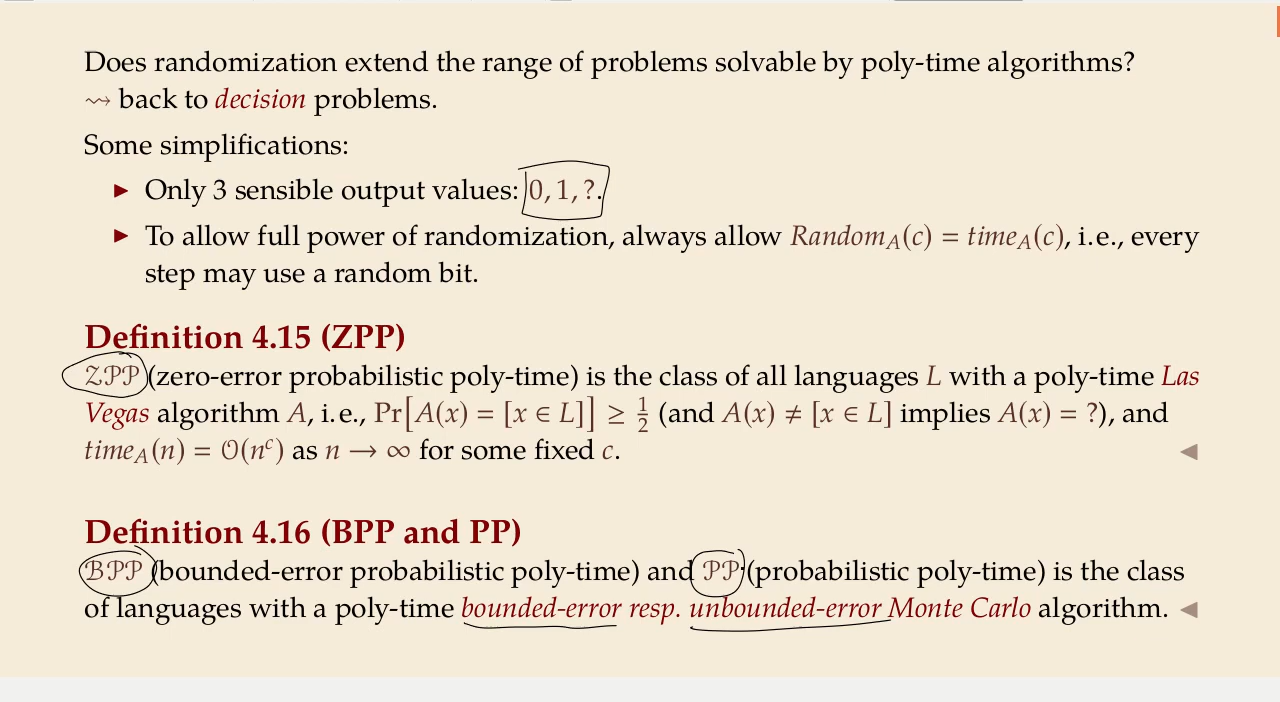 Does randomization extend the range of problems solvable by poly-time algorithms?
⇝ back to decision problems.
Some simplifications:
▶ Only 3 sensible output values: 0, 1, ?.
▶ To allow full power of randomization, always allow Random_A(c) = time_A(c), i.e., every
step may use a random bit.
Definition 4.15 (ZPP)
𝒵𝒫𝒫 (zero-error probabilistic poly-time) is the class of all languages L with a poly-time Las
Vegas algorithm A, i.e., Pr[A(x) = [x ∈ L]] ≥ 1/2 (and A(x) ≠ [x ∈ L] implies A(x) = ?), and
time_A(n) = 𝒪(n^c) as n → ∞ for some fixed c. ◀
Definition 4.16 (BPP and PP)
ℬ𝒫𝒫 (bounded-error probabilistic poly-time) and 𝒫𝒫 (probabilistic poly-time) is the class
of languages with a poly-time bounded-error resp. unbounded-error Monte Carlo algorithm. ◀